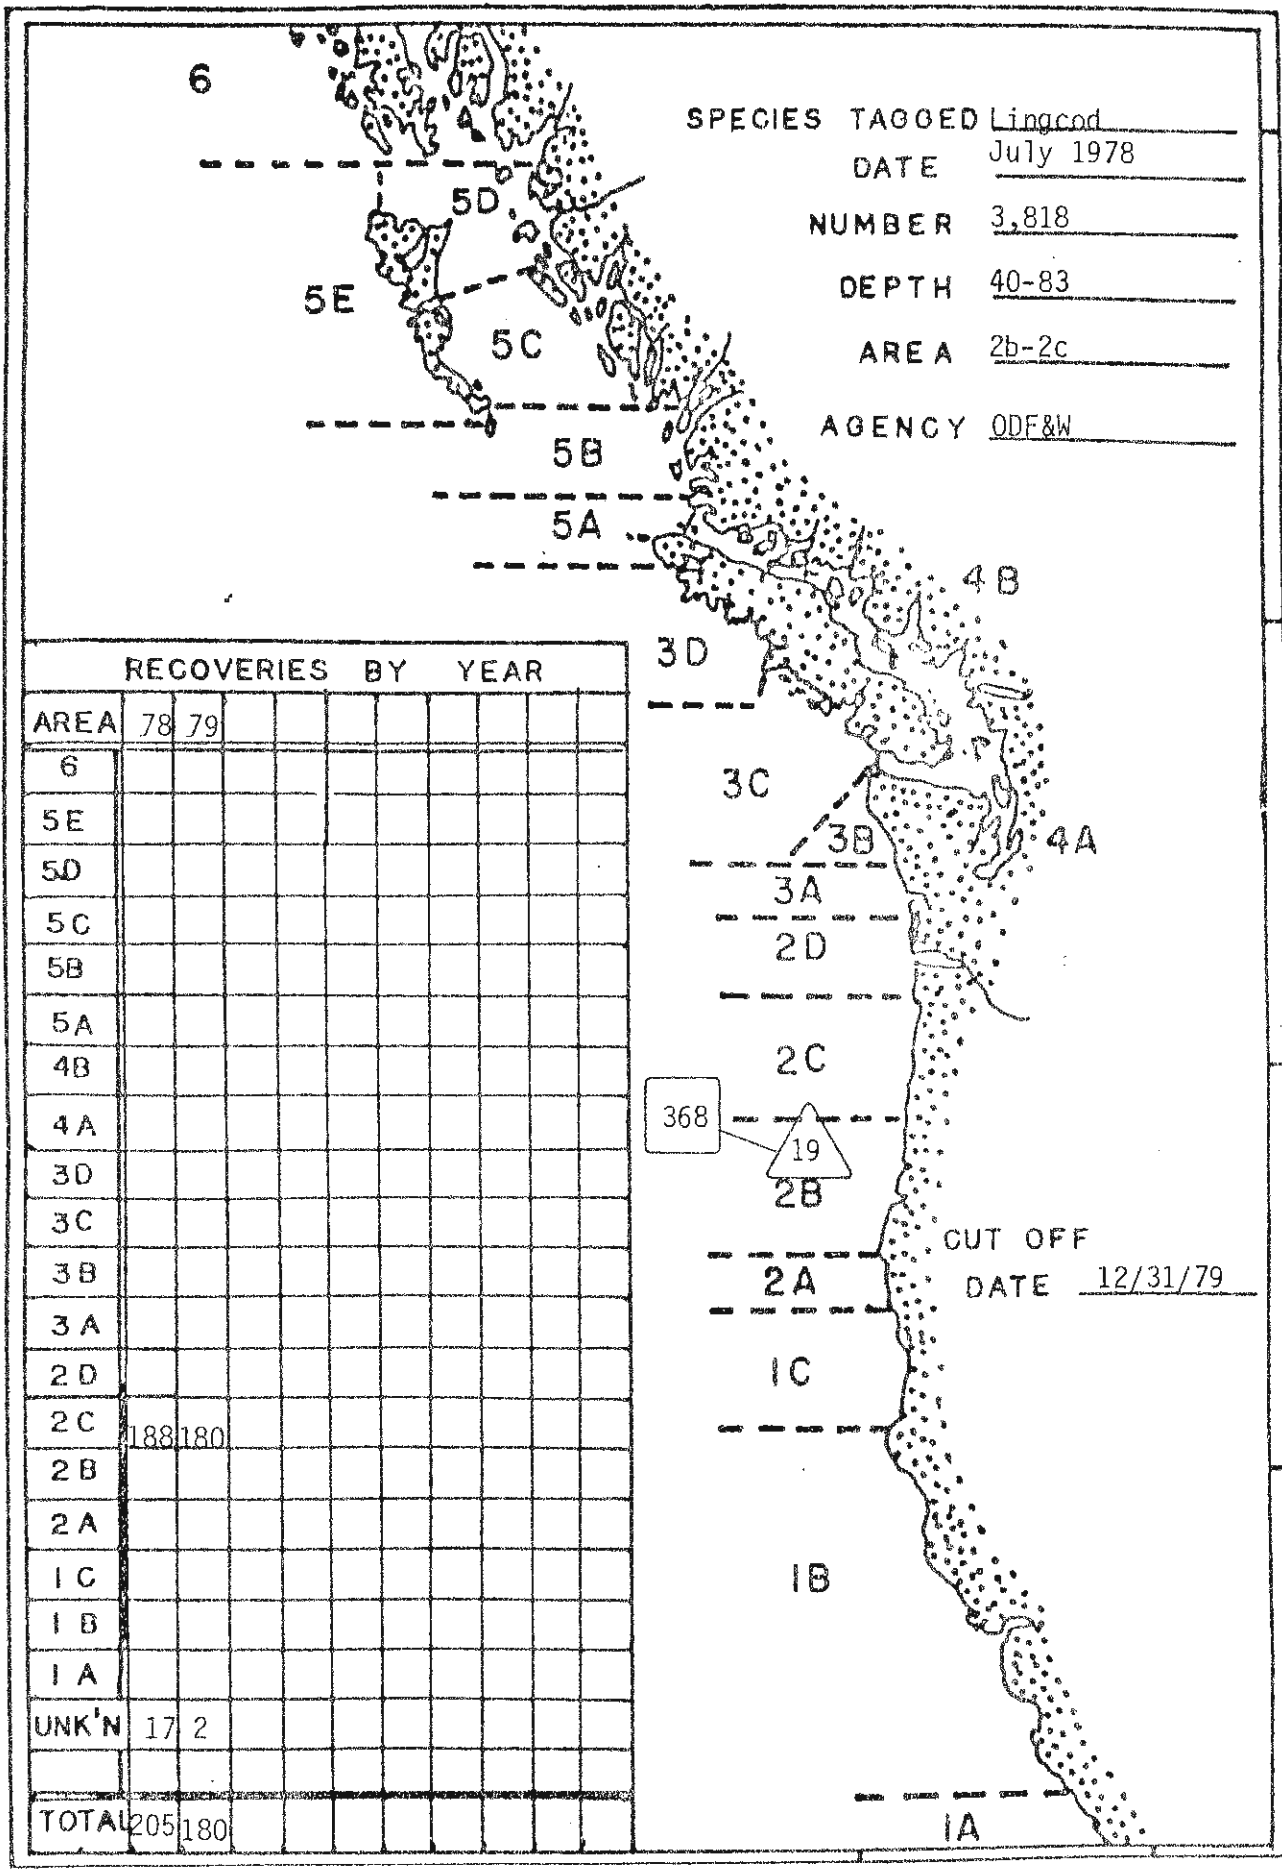 6
SPECIES TAGGED Lingcod
DATE July 1978
5D
NUMBER 3,818
5E
DEPTH 40-83
5C
AREA 2b-2c
AGENCY ODF&W
5B
5A
4B
3D
RECOVERIES BY YEAR
AREA 78 79
6
5E
5D
5C
5B
5A
4B
4A
3D
3C
3B
3A
2D
2C 188 180
2B
2A
1C
1B
1A
UNK'N 17 2
TOTAL 205 180
3C
3B
4A
3A
2D
2C
368
19
2B
CUT OFF
DATE 12/31/79
2A
1C
1B
1A